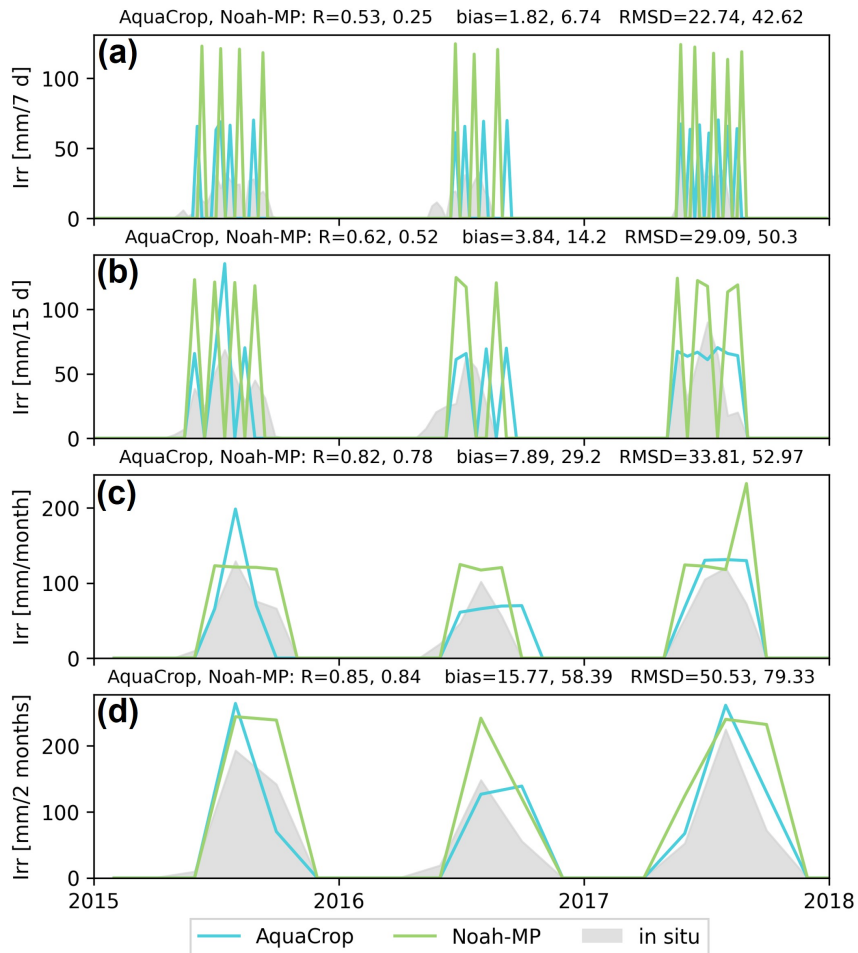 AquaCrop, Noah-MP: R=0.53, 0.25 bias=1.82, 6.74 RMSD=22.74, 42.62
(a)
Irr [mm/7 d]
100
50
0
AquaCrop, Noah-MP: R=0.62, 0.52 bias=3.84, 14.2 RMSD=29.09, 50.3
(b)
Irr [mm/15 d]
100
50
0
AquaCrop, Noah-MP: R=0.82, 0.78 bias=7.89, 29.2 RMSD=33.81, 52.97
(c)
Irr [mm/month]
200
100
0
AquaCrop, Noah-MP: R=0.85, 0.84 bias=15.77, 58.39 RMSD=50.53, 79.33
(d)
Irr [mm/2 months]
200
100
0
2015 2016 2017 2018
AquaCrop Noah-MP in situ